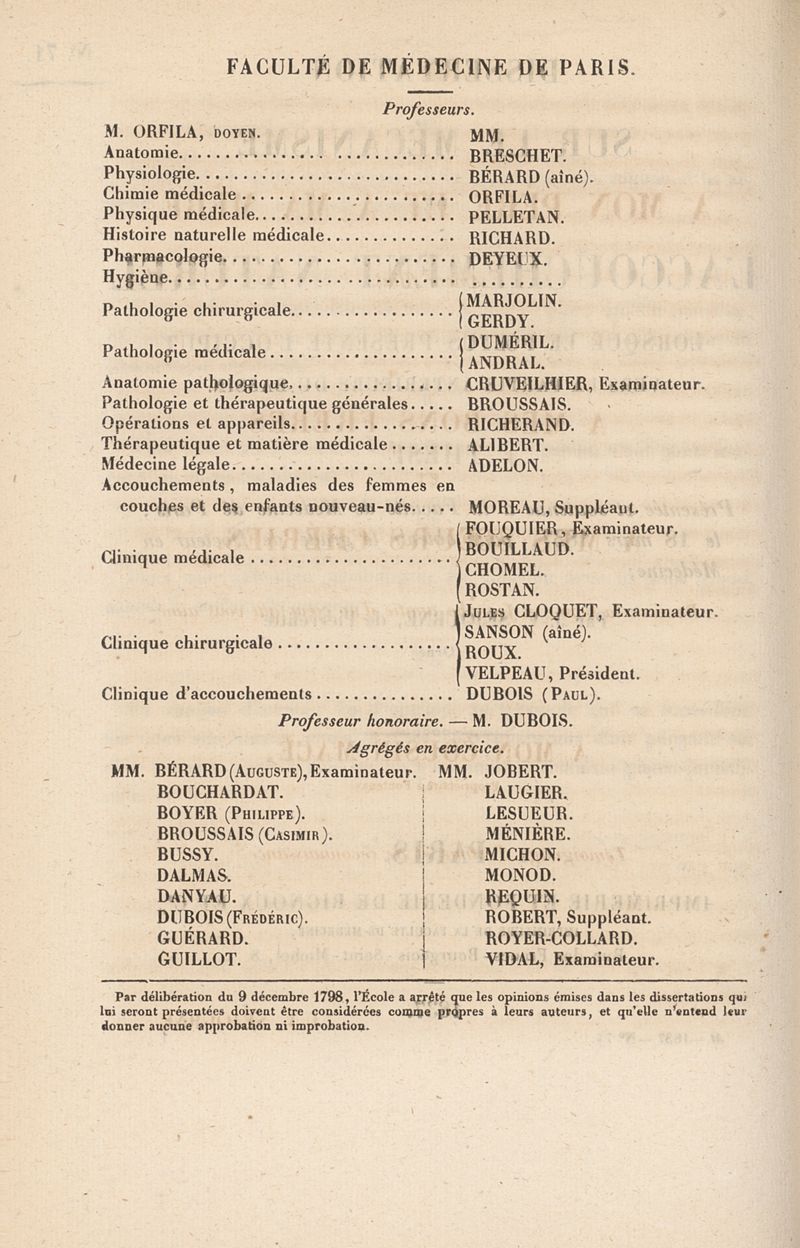 FACULTÉ DE MÉDECINE DE PARIS.
Professeurs.
M. ORFILA, DOYEN. MM.
Anatomie.............................. BRESCHET.
Physiologie............................ BÉRARD (aîné).
Chimie médicale ....................... ORFILA.
Physique médicale...................... PELLETAN.
Histoire naturelle médicale.............. RICHARD.
Pharmacologie.......................... DEYEUX.
Hygiène............................... ..........
Pathologie chirurgicale.................. { MARJOLIN.
GERDY.
Pathologie médicale.................... { DUMÉRIL.
ANDRAL.
Anatomie pathologique.................. CRUVEILHIER, Examinateur.
Pathologie et thérapeutique générales..... BROUSSAIS.
Opérations et appareils.................. RICHERAND.
Thérapeutique et matière médicale....... ALIBERT.
Médecine légale........................ ADELON.
Accouchements, maladies des femmes en
couches et des enfants nouveau-nés..... MOREAU, Suppléant.
Clinique médicale ...................... { FOUQUIER, Examinateur.
BOUILLAUD.
CHOMEL.
ROSTAN.
Clinique chirurgicale ................... { JULES CLOQUET, Examinateur.
SANSON (aîné).
ROUX.
VELPEAU, Président.
Clinique d'accouchements............... DUBOIS (PAUL).
Professeur honoraire. — M. DUBOIS.
Agrégés en exercice.
MM. BÉRARD (AUGUSTE), Examinateur. MM. JOBERT.
BOUCHARDAT. LAUGIER.
BOYER (PHILIPPE). LESUEUR.
BROUSSAIS (CASIMIR). MÉNIÈRE.
BUSSY. MICHON.
DALMAS. MONOD.
DANYAU. REQUIN.
DUBOIS (FRÉDÉRIC). ROBERT, Suppléant.
GUÉRARD. ROYER-COLLARD.
GUILLOT. VIDAL, Examinateur.
Par délibération du 9 décembre 1798, l'École a arrêté que les opinions émises dans les dissertations qui
lui seront présentées doivent être considérées comme propres à leurs auteurs, et qu'elle n'entend leur
donner aucune approbation ni improbation.